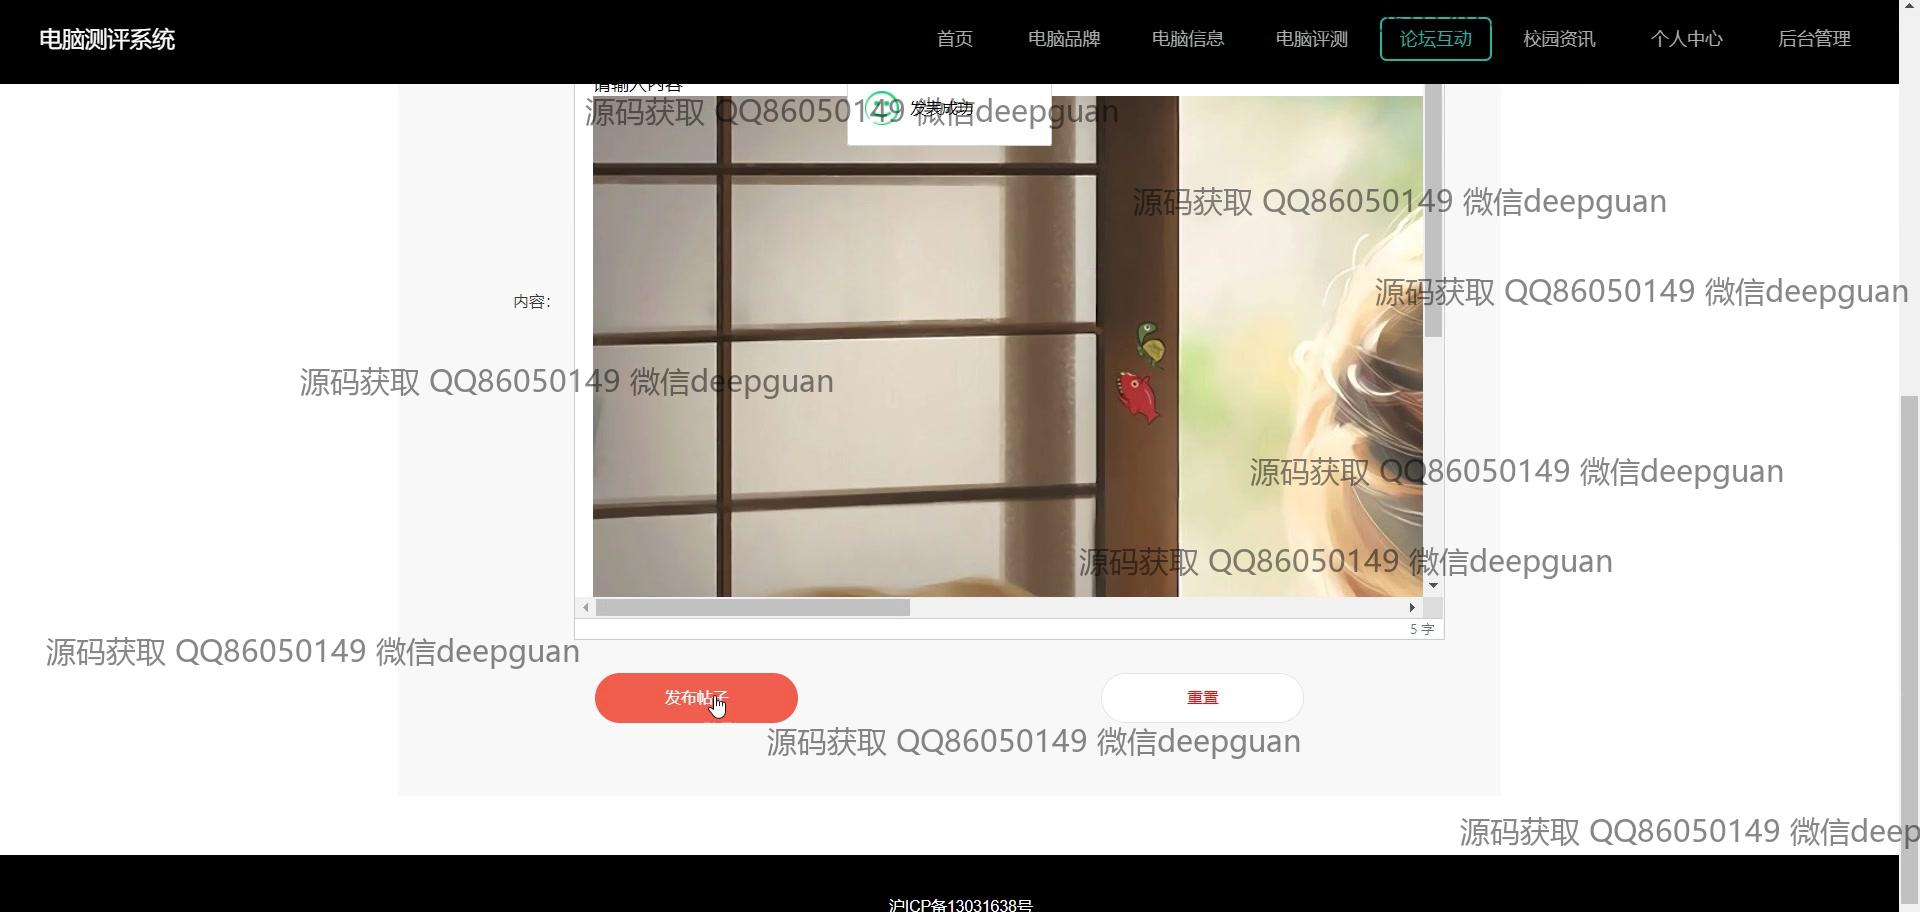 电脑测评系统
首页 电脑品牌 电脑信息 电脑评测 论坛互动 校园资讯 个人中心 后台管理
请输入内容
发表成功
源码获取 QQ86050149 微信deepguan
源码获取 QQ86050149 微信deepguan
源码获取 QQ86050149 微信deepguan
内容：
源码获取 QQ86050149 微信deepguan
源码获取 QQ86050149 微信deepguan
源码获取 QQ86050149 微信deepguan
5 字
源码获取 QQ86050149 微信deepguan
发布帖子 重置
源码获取 QQ86050149 微信deepguan
源码获取 QQ86050149 微信deep
沪ICP备13031638号